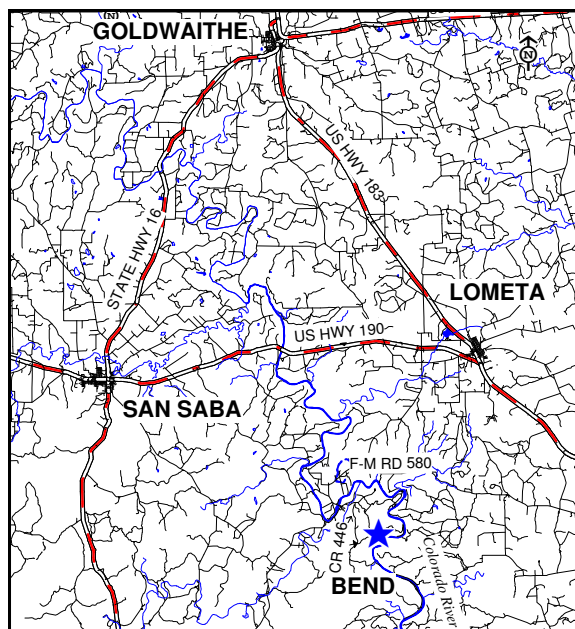 GOLDWAITHE
N
US HWY 183
STATE HWY 16
LOMETA
US HWY 190
SAN SABA
F-M RD 580
CR 446
BEND
Colorado River